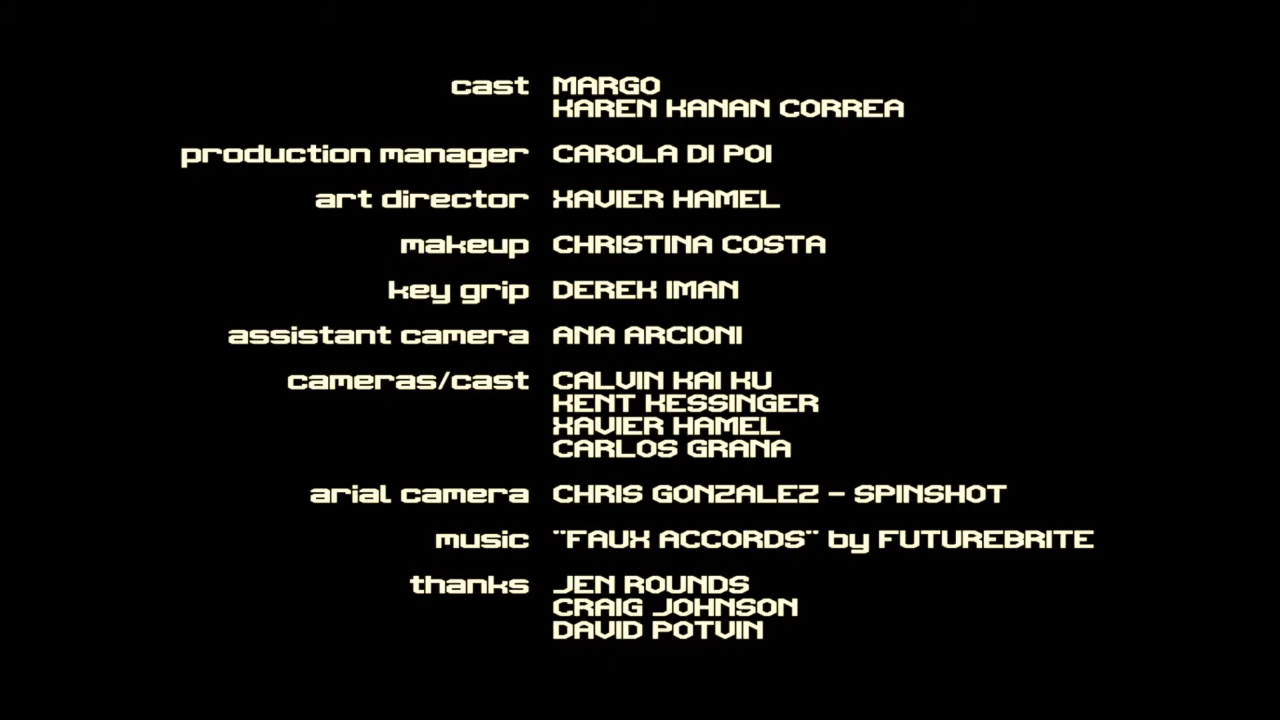 cast MARGO
KAREN KANAN CORREA
production manager CAROLA DI POI
art director XAVIER HAMEL
makeup CHRISTINA COSTA
key grip DEREK IMAN
assistant camera ANA ARCIONI
cameras/cast CALVIN KAI KU
KENT KESSINGER
XAVIER HAMEL
CARLOS GRANA
arial camera CHRIS GONZALEZ - SPINSHOT
music "FAUX ACCORDS" by FUTUREBRITE
thanks JEN ROUNDS
CRAIG JOHNSON
DAVID POTVIN